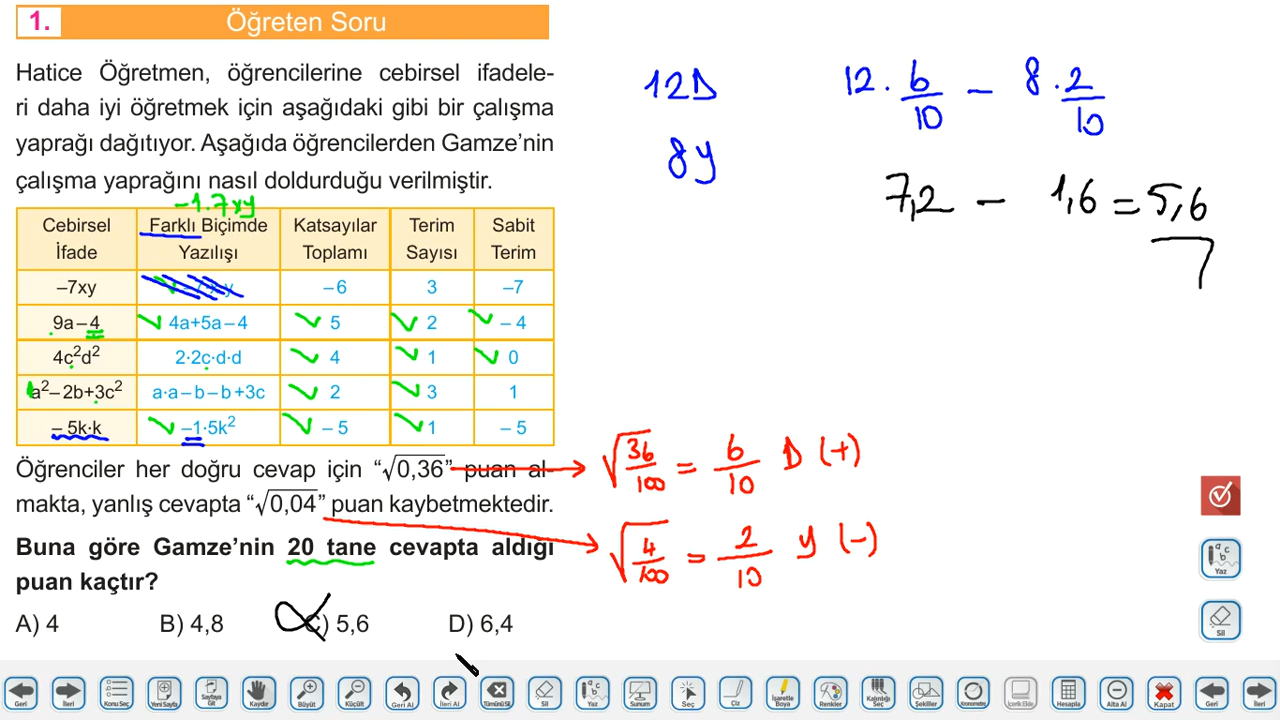 1. Öğreten Soru
Hatice Öğretmen, öğrencilerine cebirsel ifadele-
ri daha iyi öğretmek için aşağıdaki gibi bir çalışma
yaprağı dağıtıyor. Aşağıda öğrencilerden Gamze’nin
çalışma yaprağını nasıl doldurduğu verilmiştir.
-1.7xy
Cebirsel İfade | Farklı Biçimde Yazılışı | Katsayılar Toplamı | Terim Sayısı | Sabit Terim
–7xy | – 6 | 3 | –7
9a – 4 | 4a+5a – 4 | 5 | 2 | – 4
4c²d² | 2·2c·d·d | 4 | 1 | 0
a² – 2b+3c² | a·a – b – b+3c | 2 | 3 | 1
– 5k·k | –1·5k² | – 5 | 1 | – 5
Öğrenciler her doğru cevap için “√0,36” puan al-
makta, yanlış cevapta “√0,04” puan kaybetmektedir.
Buna göre Gamze’nin 20 tane cevapta aldığı
puan kaçtır?
A) 4 B) 4,8 C) 5,6 D) 6,4
12D
8y
12 . 6/10 – 8 . 2/10
7,2 – 1,6 = 5,6
√36/100 = 6/10 D (+)
√4/100 = 2/10 y (–)
Yaz
Sil
Geri İleri Konu Seç Yeni Sayfa Sayfaya Git Kaydır Büyüt Küçült Geri Al İleri Al Tümünü Sil Sil Yaz Sunum Seç Çiz İşaretle Boya Renkler Kalınlığı Seç Şekiller Kronometre İçerik Ekle Hesapla Alta Al Kapat Geri İleri